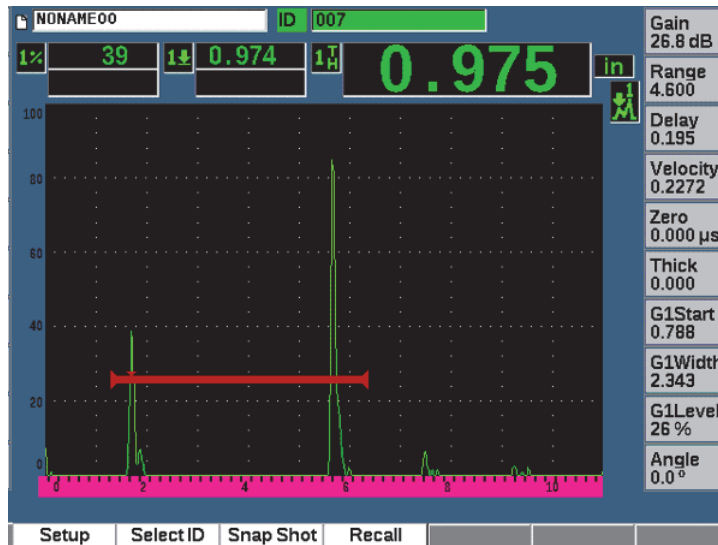 NONAME00 ID 007
1% 39 1 0.974 1 T H 0.975 in
1
Gain
26.8 dB
Range
4.600
Delay
0.195
Velocity
0.2272
Zero
0.000 µs
Thick
0.000
G1Start
0.788
G1Width
2.343
G1Level
26 %
Angle
0.0 °
100
80
60
40
20
0
0 2 4 6 8 10
Setup Select ID Snap Shot Recall